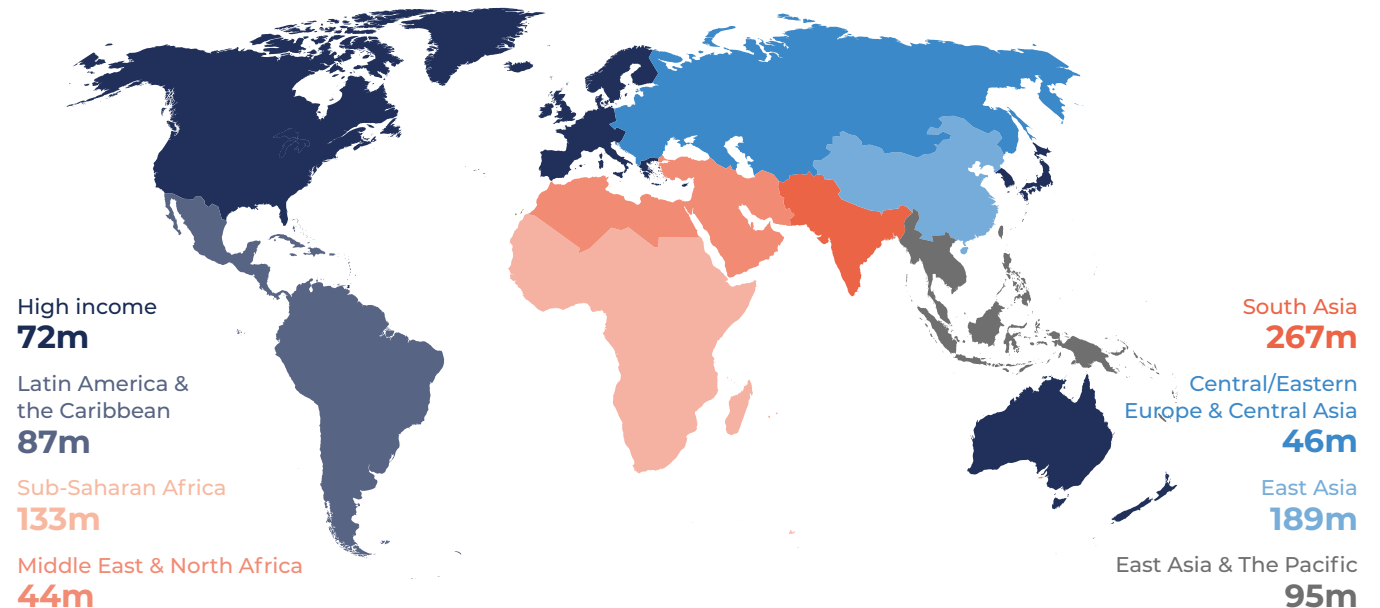 High income
72m
Latin America &
the Caribbean
87m
Sub-Saharan Africa
133m
Middle East & North Africa
44m
South Asia
267m
Central/Eastern
Europe & Central Asia
46m
East Asia
189m
East Asia & The Pacific
95m